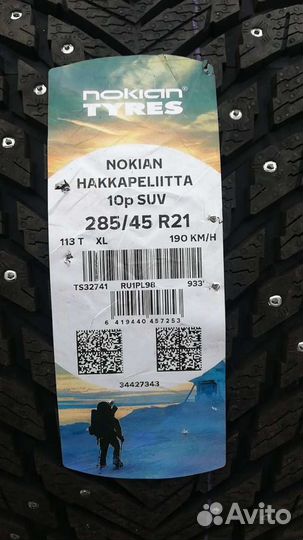 nokian
TYRES
NOKIAN
HAKKAPELIITTA
10p SUV
285/45 R21
113 T XL 190 KM/H
TS32741 RU1PL98 933'
6 419440 457253
34427343
Avito